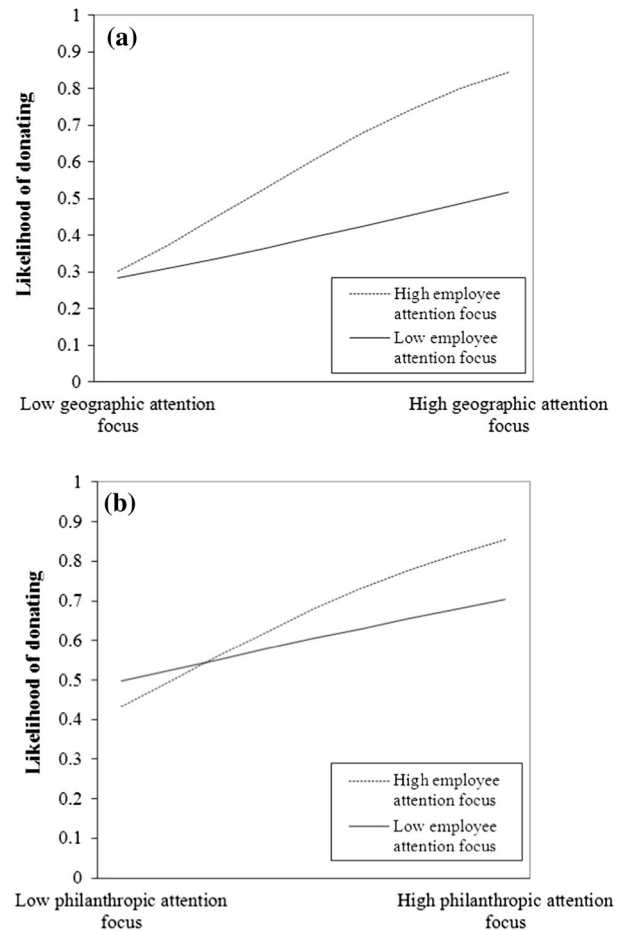 (a)
Likelihood of donating
1
0.9
0.8
0.7
0.6
0.5
0.4
0.3
0.2
0.1
0
High employee
attention focus
Low employee
attention focus
Low geographic attention
focus
High geographic attention
focus
(b)
Likelihood of donating
1
0.9
0.8
0.7
0.6
0.5
0.4
0.3
0.2
0.1
0
High employee
attention focus
Low employee
attention focus
Low philanthropic attention
focus
High philanthropic attention
focus